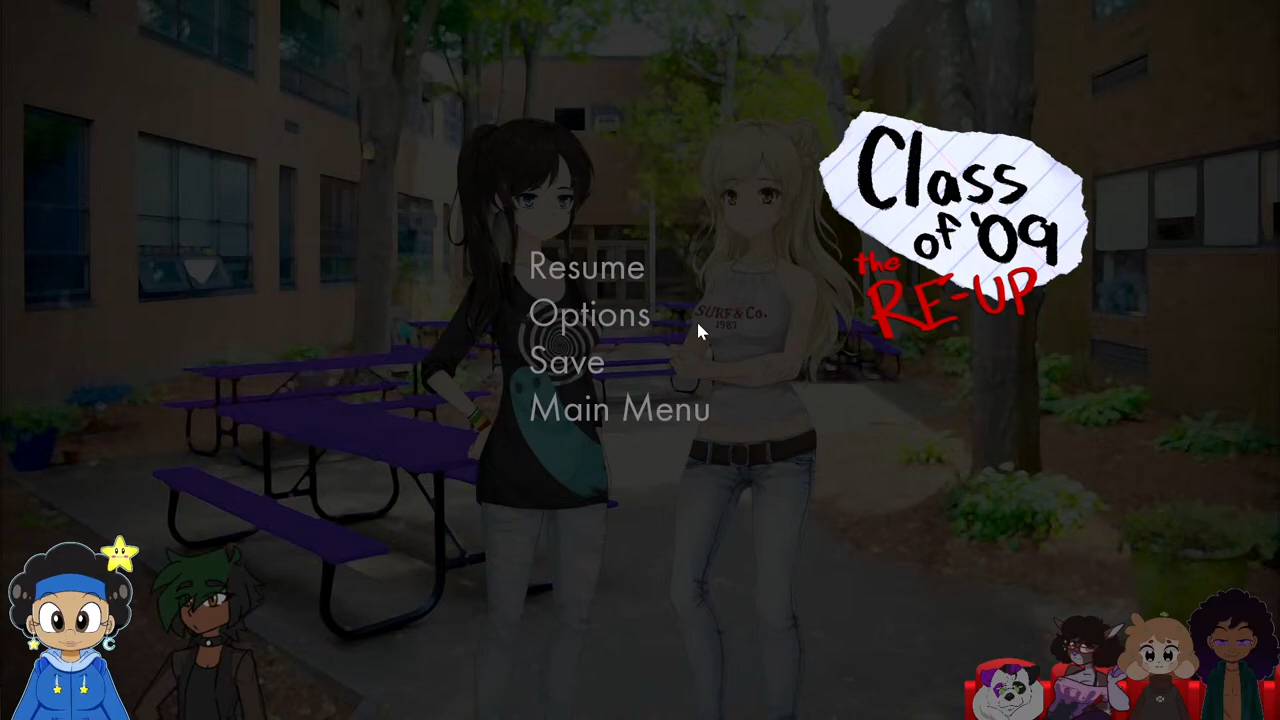 Class
of '09
the
RE-UP
Resume
Options
Save
Main Menu
SURF & Co.
1987